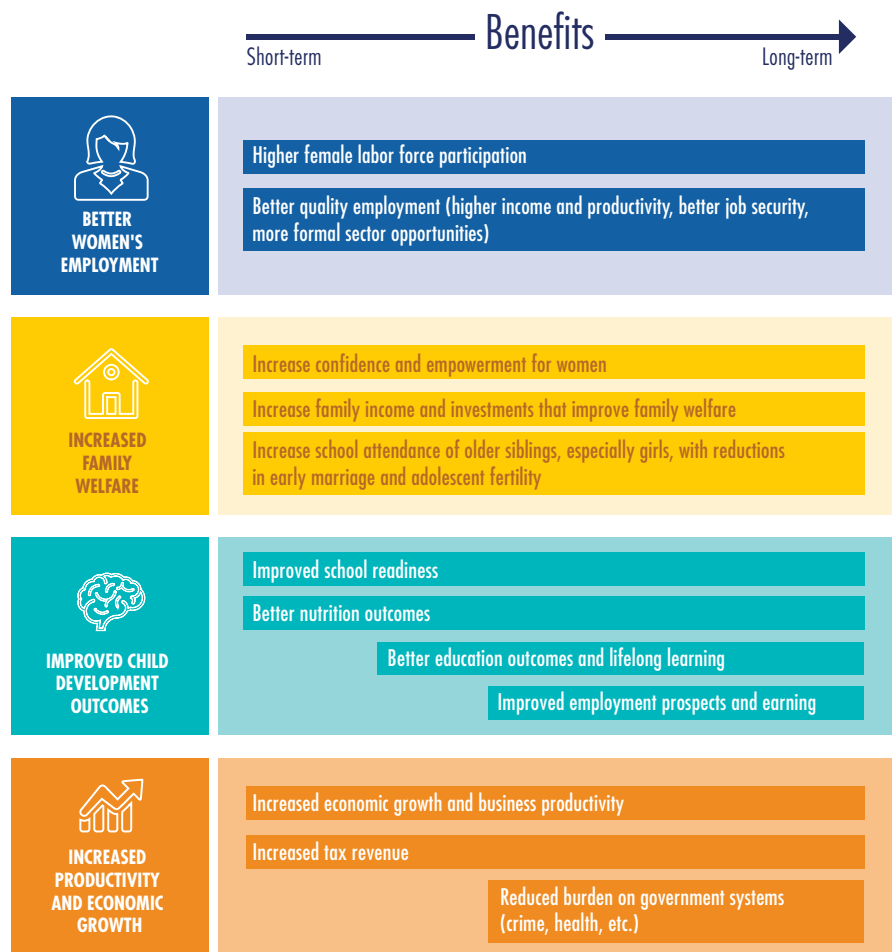 Benefits
Short-term
Long-term
BETTER
WOMEN'S
EMPLOYMENT
Higher female labor force participation
Better quality employment (higher income and productivity, better job security,
more formal sector opportunities)
INCREASED
FAMILY
WELFARE
Increase confidence and empowerment for women
Increase family income and investments that improve family welfare
Increase school attendance of older siblings, especially girls, with reductions
in early marriage and adolescent fertility
IMPROVED CHILD
DEVELOPMENT
OUTCOMES
Improved school readiness
Better nutrition outcomes
Better education outcomes and lifelong learning
Improved employment prospects and earning
INCREASED
PRODUCTIVITY
AND ECONOMIC
GROWTH
Increased economic growth and business productivity
Increased tax revenue
Reduced burden on government systems
(crime, health, etc.)